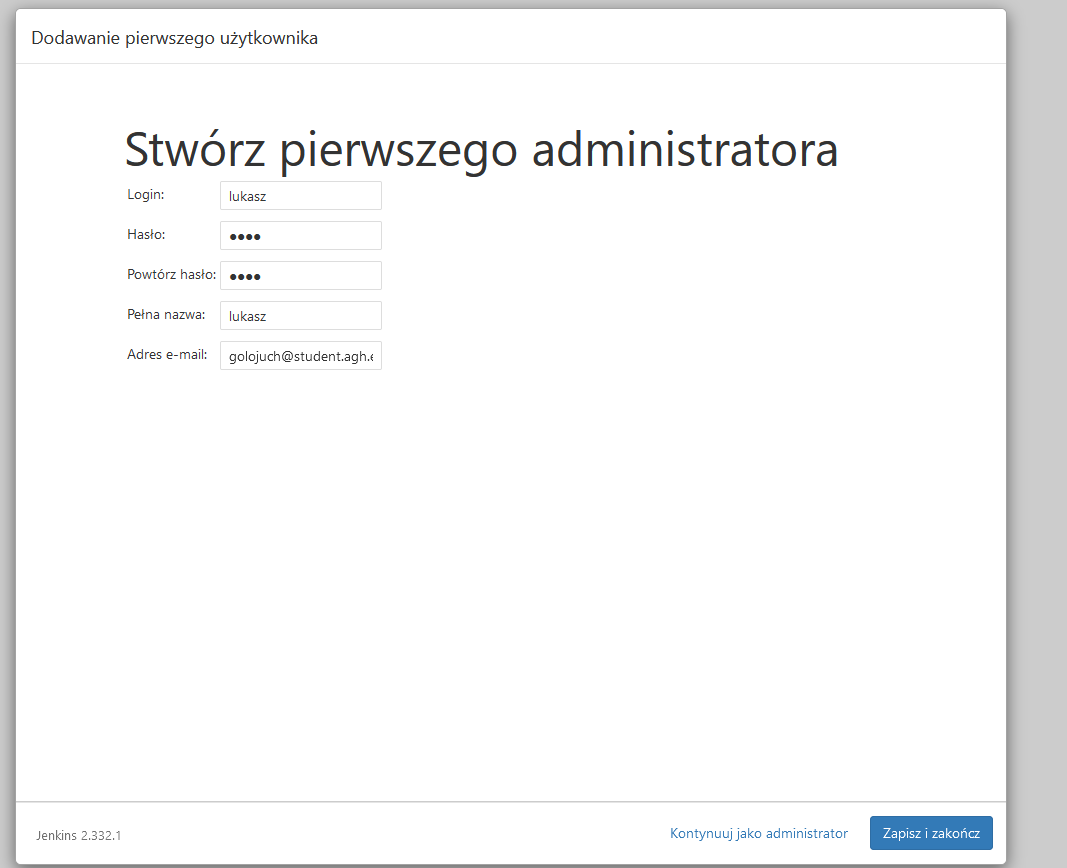 Dodawanie pierwszego użytkownika
Stwórz pierwszego administratora
Login: lukasz
Hasło: ●●●●
Powtórz hasło: ●●●●
Pełna nazwa: lukasz
Adres e-mail: golojuch@student.agh.e
Jenkins 2.332.1
Kontynuuj jako administrator
Zapisz i zakończ